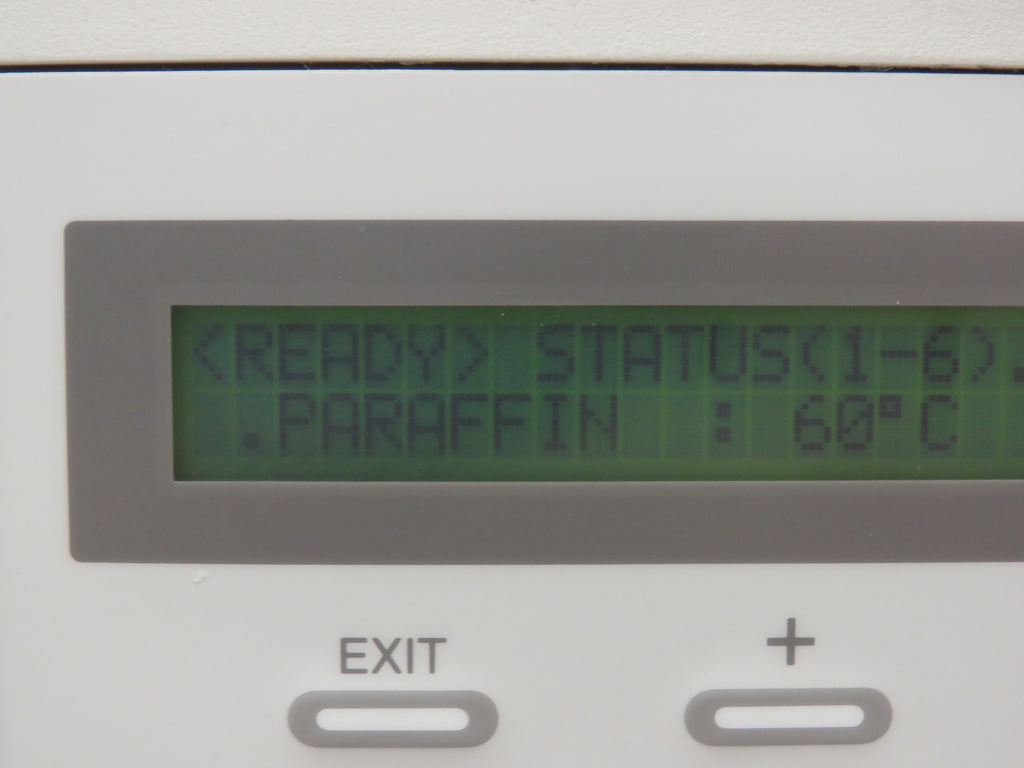 <READY> STATUS(1-6).
.PARAFFIN : 60°C
EXIT +